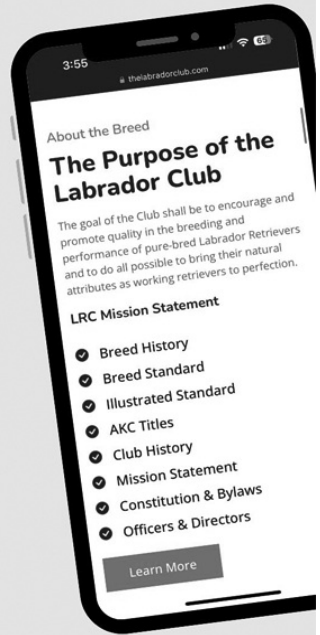 3:55
65
thelabradorclub.com
About the Breed
The Purpose of the
Labrador Club
The goal of the Club shall be to encourage and
promote quality in the breeding and
performance of pure-bred Labrador Retrievers
and to do all possible to bring their natural
attributes as working retrievers to perfection.
LRC Mission Statement
Breed History
Breed Standard
Illustrated Standard
AKC Titles
Club History
Mission Statement
Constitution & Bylaws
Officers & Directors
Learn More